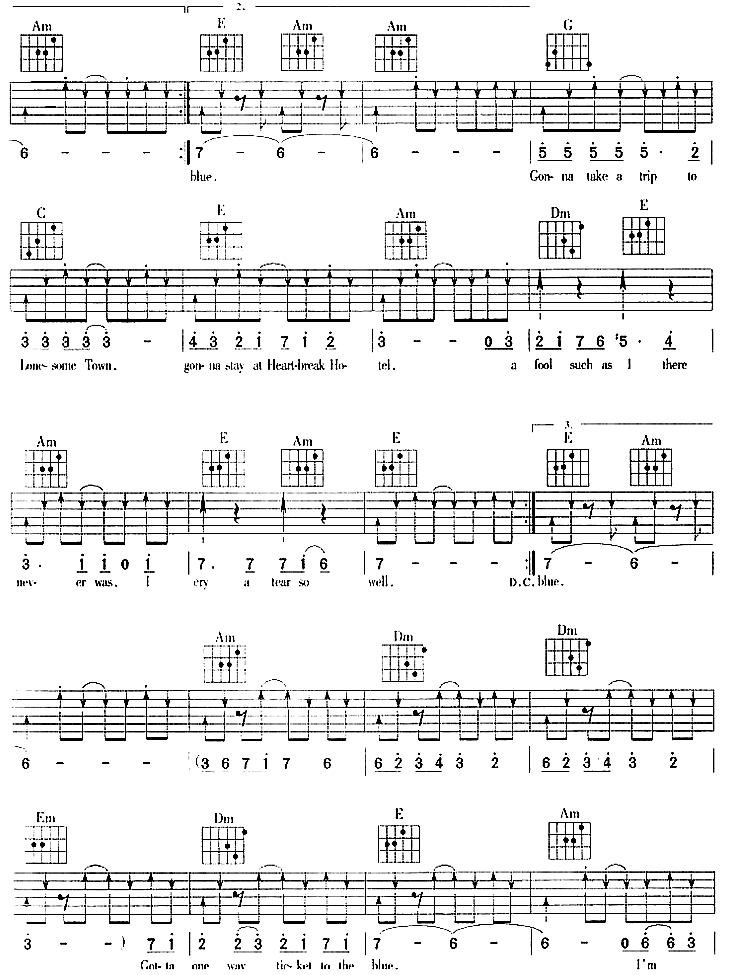 2.
Am E Am Am G
6 - - - :| 7 - 6 - | 6 - - - | 5 5 5 5 5 · 2 |
blue. Gon- na take a trip to
C E Am Dm E
3 3 3 3 3 - | 4 3 2 1 7 1 2 | 3 - - 0 3 | 2 1 7 6 #5 · 4 |
Lone- some Town. gon- na stay at Heart-break Ho- tel. a fool such as I there
3.
Am E Am E E Am
3 · 1 1 0 1 | 7 . 7 7 1 6 | 7 - - - :| 7 - 6 - |
nev- er was. I cry a tear so well. D.C. blue.
Am Dm Dm
6 - - - | (3 6 7 1 7 6 | 6 2 3 4 3 2 | 6 2 3 4 3 2 |
Em Dm E Am
3 - - ) 7 1 | 2 2 3 2 1 7 1 | 7 - 6 - | 6 - 0 6 6 3 |
Got- ta one way tic- ket to the blue. I'm